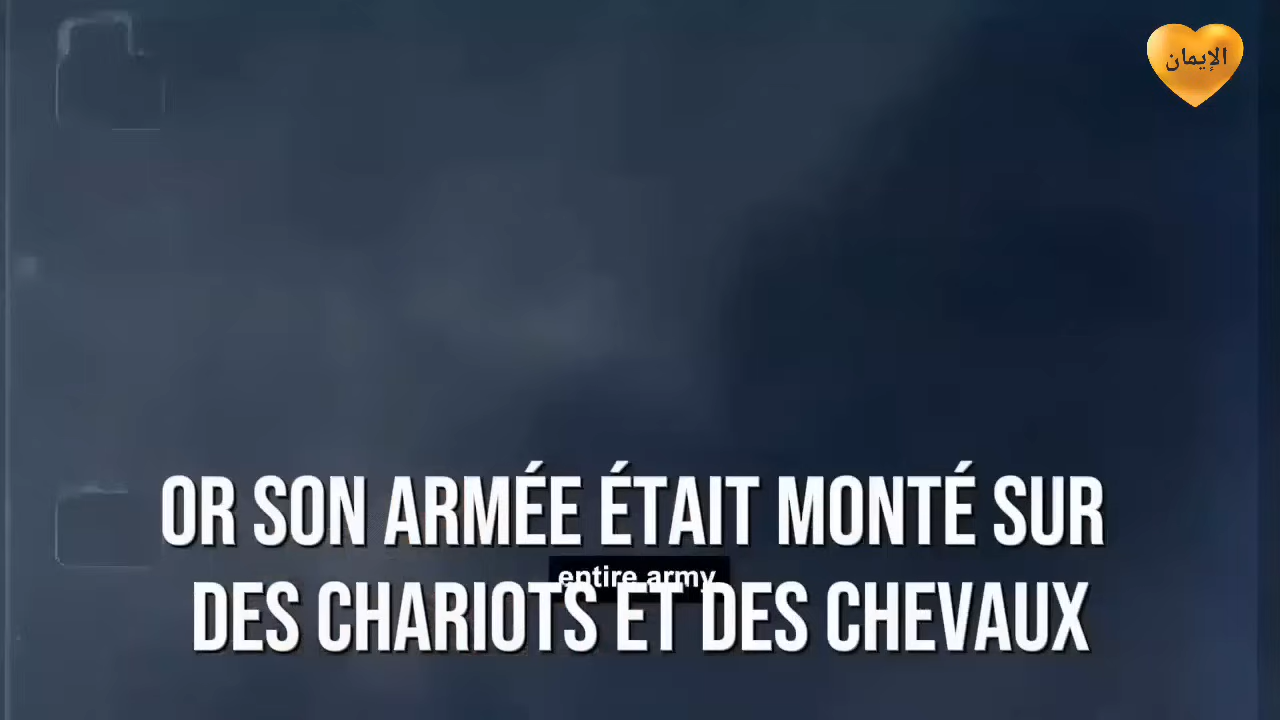 الإيمان
OR SON ARMÉE ÉTAIT MONTÉ SUR
entire army
DES CHARIOTS ET DES CHEVAUX